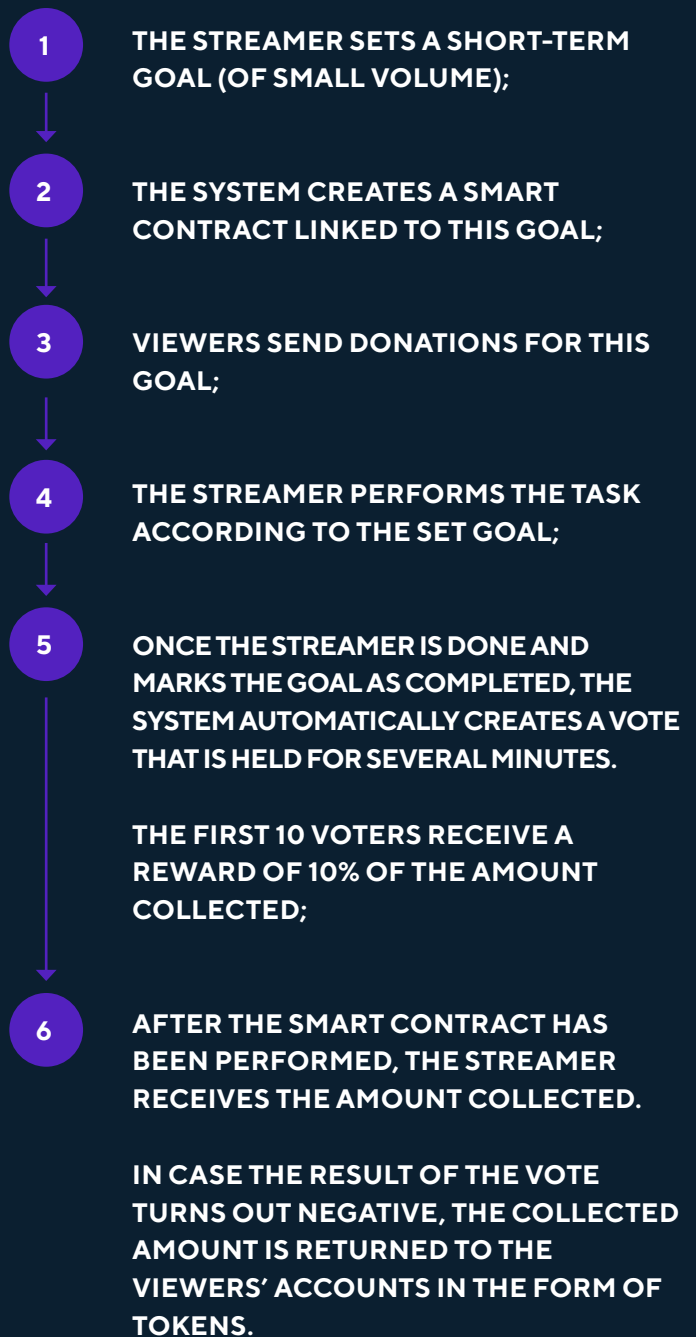 1
THE STREAMER SETS A SHORT-TERM
GOAL (OF SMALL VOLUME);
2
THE SYSTEM CREATES A SMART
CONTRACT LINKED TO THIS GOAL;
3
VIEWERS SEND DONATIONS FOR THIS
GOAL;
4
THE STREAMER PERFORMS THE TASK
ACCORDING TO THE SET GOAL;
5
ONCE THE STREAMER IS DONE AND
MARKS THE GOAL AS COMPLETED, THE
SYSTEM AUTOMATICALLY CREATES A VOTE
THAT IS HELD FOR SEVERAL MINUTES.
THE FIRST 10 VOTERS RECEIVE A
REWARD OF 10% OF THE AMOUNT
COLLECTED;
6
AFTER THE SMART CONTRACT HAS
BEEN PERFORMED, THE STREAMER
RECEIVES THE AMOUNT COLLECTED.
IN CASE THE RESULT OF THE VOTE
TURNS OUT NEGATIVE, THE COLLECTED
AMOUNT IS RETURNED TO THE
VIEWERS’ ACCOUNTS IN THE FORM OF
TOKENS.